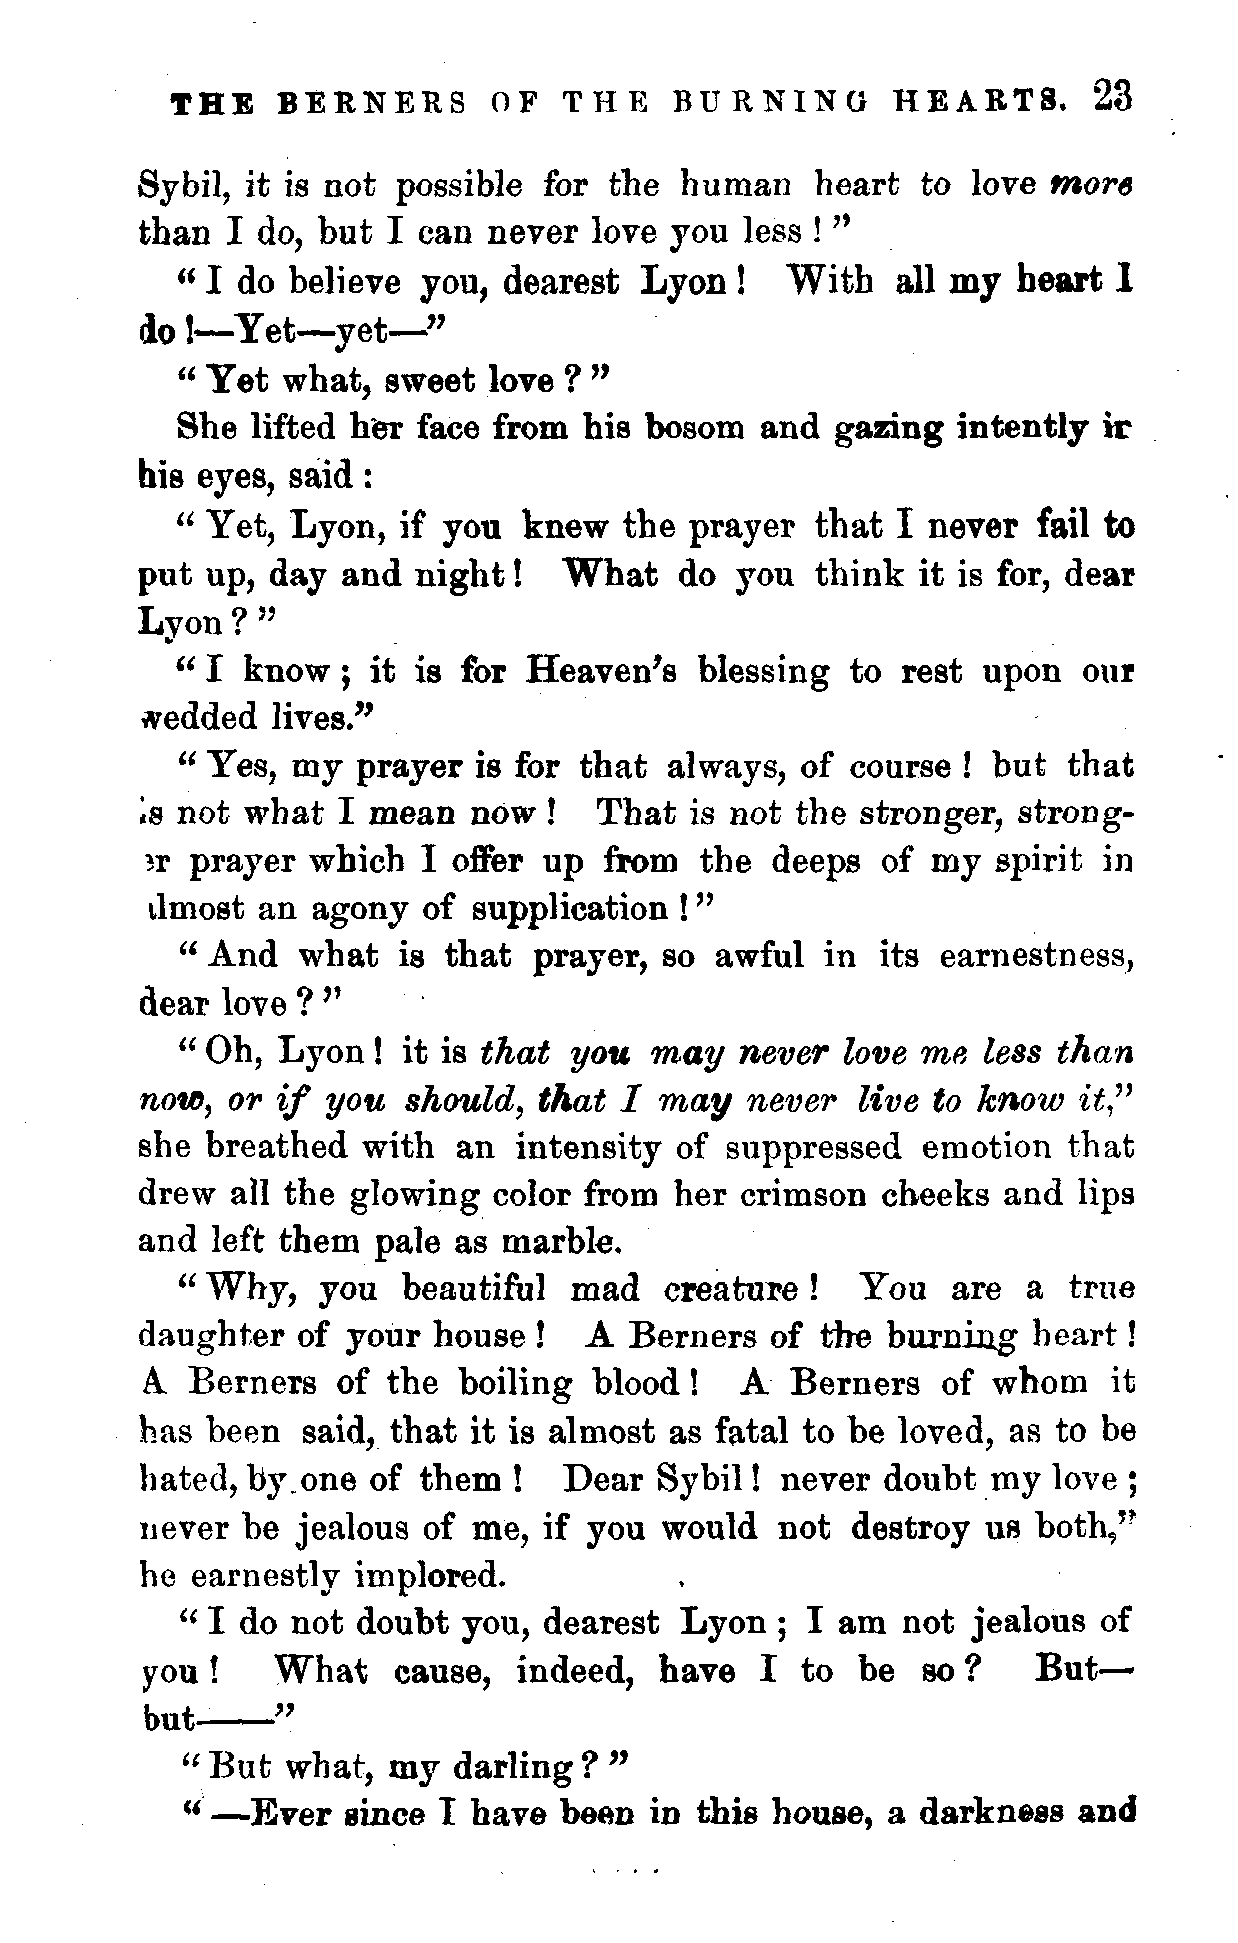 THE BERNERS OF THE BURNING HEARTS. 23
Sybil, it is not possible for the human heart to love more
than I do, but I can never love you less ! "
" I do believe you, dearest Lyon ! With all my heart I
do !—Yet—yet—"
" Yet what, sweet love ? "
She lifted her face from his bosom and gazing intently ir
his eyes, said :
" Yet, Lyon, if you knew the prayer that I never fail to
put up, day and night ! What do you think it is for, dear
Lyon ? "
" I know ; it is for Heaven's blessing to rest upon our
wedded lives."
" Yes, my prayer is for that always, of course ! but that
is not what I mean now ! That is not the stronger, strong-
er prayer which I offer up from the deeps of my spirit in
almost an agony of supplication ! "
" And what is that prayer, so awful in its earnestness,
dear love ? "
" Oh, Lyon ! it is that you may never love me less than
now, or if you should, that I may never live to know it,"
she breathed with an intensity of suppressed emotion that
drew all the glowing color from her crimson cheeks and lips
and left them pale as marble.
" Why, you beautiful mad creature ! You are a true
daughter of your house ! A Berners of the burning heart !
A Berners of the boiling blood ! A Berners of whom it
has been said, that it is almost as fatal to be loved, as to be
hated, by one of them ! Dear Sybil ! never doubt my love ;
never be jealous of me, if you would not destroy us both,"
he earnestly implored.
" I do not doubt you, dearest Lyon ; I am not jealous of
you ! What cause, indeed, have I to be so ? But—
but——"
" But what, my darling ? "
" —Ever since I have been in this house, a darkness and